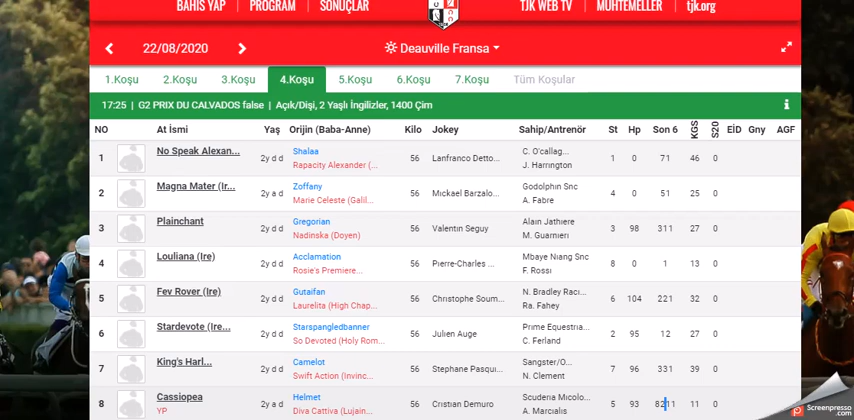 BAHİS YAP | PROGRAM | SONUÇLAR TJK WEB TV | MUHTEMELLER | tjk.org
22/08/2020 Deauville Fransa
1.Koşu 2.Koşu 3.Koşu 4.Koşu 5.Koşu 6.Koşu 7.Koşu Tüm Koşular
17:25 | G2 PRIX DU CALVADOS false | Açık/Dişi, 2 Yaşlı İngilizler, 1400 Çim
NO At İsmi Yaş Orijin (Baba-Anne) Kilo Jokey Sahip/Antrenör St Hp Son 6 KGS S20 EİD Gny AGF
1 No Speak Alexan... 2y d d Shalaa 56 Lanfranco Detto... C. O'callag... 1 0 71 46 0
Rapacity Alexander (... J. Harrington
2 Magna Mater (Ir... 2y a d Zoffany 56 Mickael Barzalo... Godolphin Snc 4 0 51 25 0
Marie Celeste (Galil... A. Fabre
3 Plainchant 2y d d Gregorian 56 Valentin Seguy Alain Jathiere 3 98 311 27 0
Nadinska (Doyen) M. Guarnieri
4 Louliana (Ire) 2y d d Acclamation 56 Pierre-Charles ... Mbaye Niang Snc 8 0 1 13 0
Rosie's Premiere... F. Rossi
5 Fev Rover (Ire) 2y d d Gutaifan 56 Christophe Soum... N. Bradley Racı... 6 104 221 32 0
Laurelita (High Chap... Ra. Fahey
6 Stardevote (Ire... 2y d d Starspangledbanner 56 Julien Auge Prime Equestria... 2 95 12 27 0
So Devoted (Holy Rom... C. Ferland
7 King's Harl... 2y d d Camelot 56 Stephane Pasqui... Sangster/O... 7 96 331 39 0
Swift Action (Invinc... N. Clement
8 Cassiopea 2y a d Helmet 56 Cristian Demuro Scuderia Micolo... 5 93 8211 11 0
YP Diva Cattiva (Lujain... A. Marcialis
Screenpresso.com